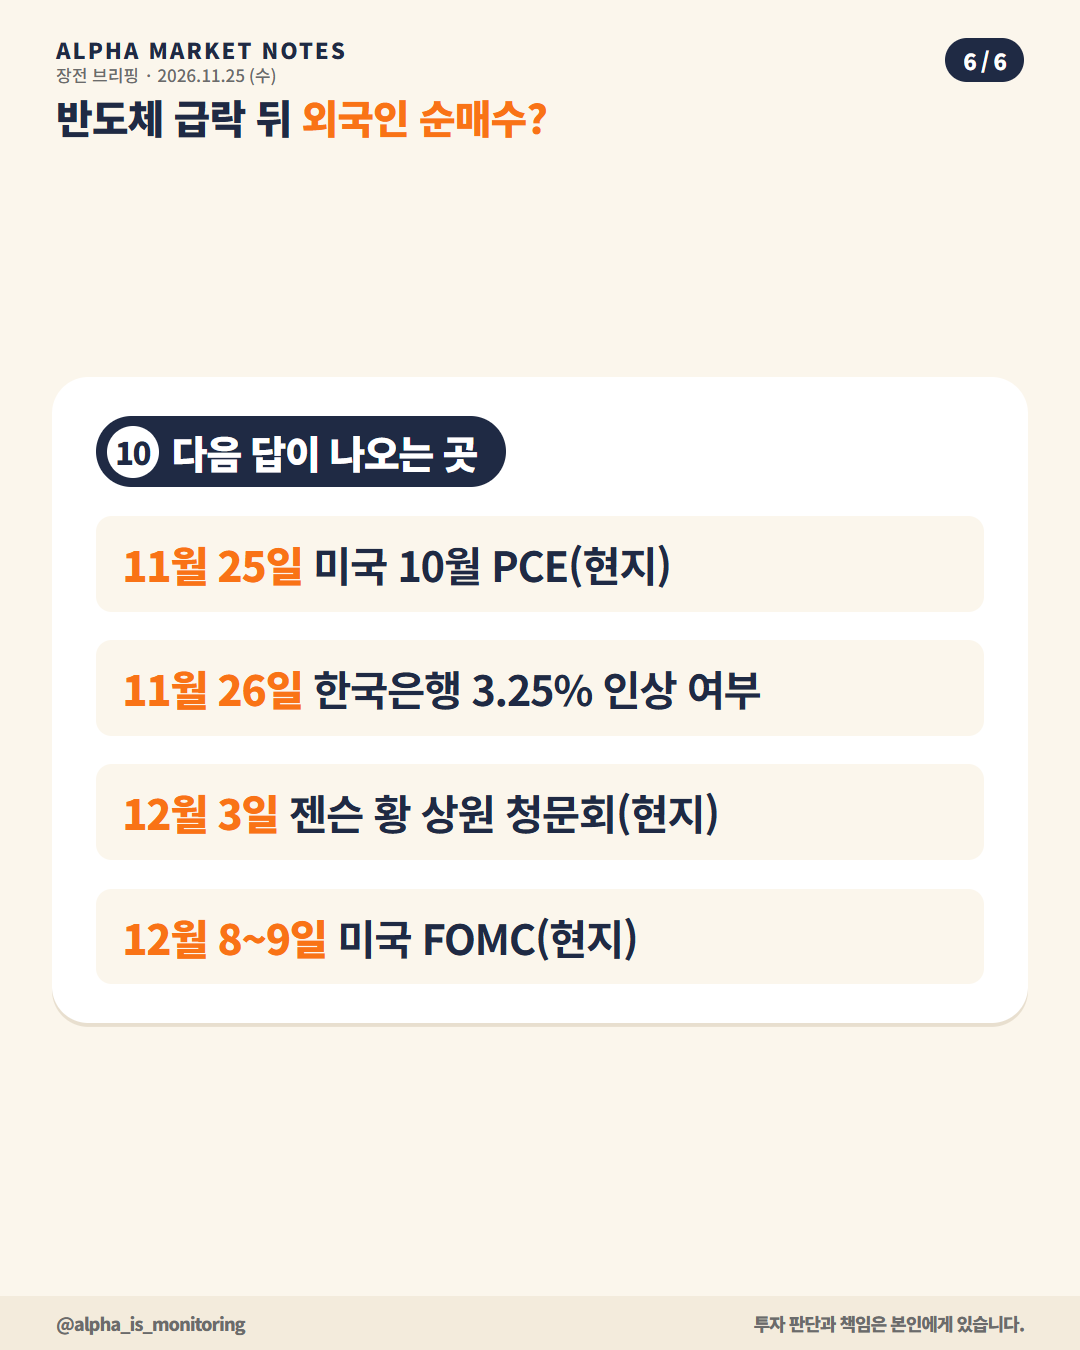 ALPHA MARKET NOTES
장전 브리핑 · 2026.11.25 (수)
반도체 급락 뒤 외국인 순매수?
6 / 6
10 다음 답이 나오는 곳
11월 25일 미국 10월 PCE(현지)
11월 26일 한국은행 3.25% 인상 여부
12월 3일 젠슨 황 상원 청문회(현지)
12월 8~9일 미국 FOMC(현지)
@alpha_is_monitoring
투자 판단과 책임은 본인에게 있습니다.